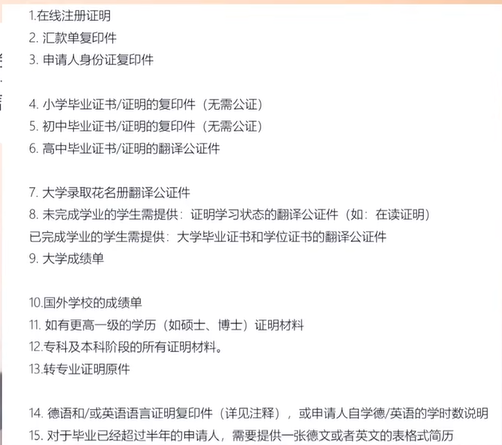 1.在线注册证明
2. 汇款单复印件
3. 申请人身份证复印件
4. 小学毕业证书/证明的复印件（无需公证）
5. 初中毕业证书/证明的复印件（无需公证）
6. 高中毕业证书/证明的翻译公证件
7. 大学录取花名册翻译公证件
8. 未完成学业的学生需提供：证明学习状态的翻译公证件（如：在读证明）
已完成学业的学生需提供：大学毕业证书和学位证书的翻译公证件
9. 大学成绩单
10.国外学校的成绩单
11. 如有更高一级的学历（如硕士、博士）证明材料
12.专科及本科阶段的所有证明材料。
13.转专业证明原件
14. 德语和/或英语语言证明复印件（详见注释），或申请人自学德/英语的学时数说明
15. 对于毕业已经超过半年的申请人，需要提供一张德文或者英文的表格式简历